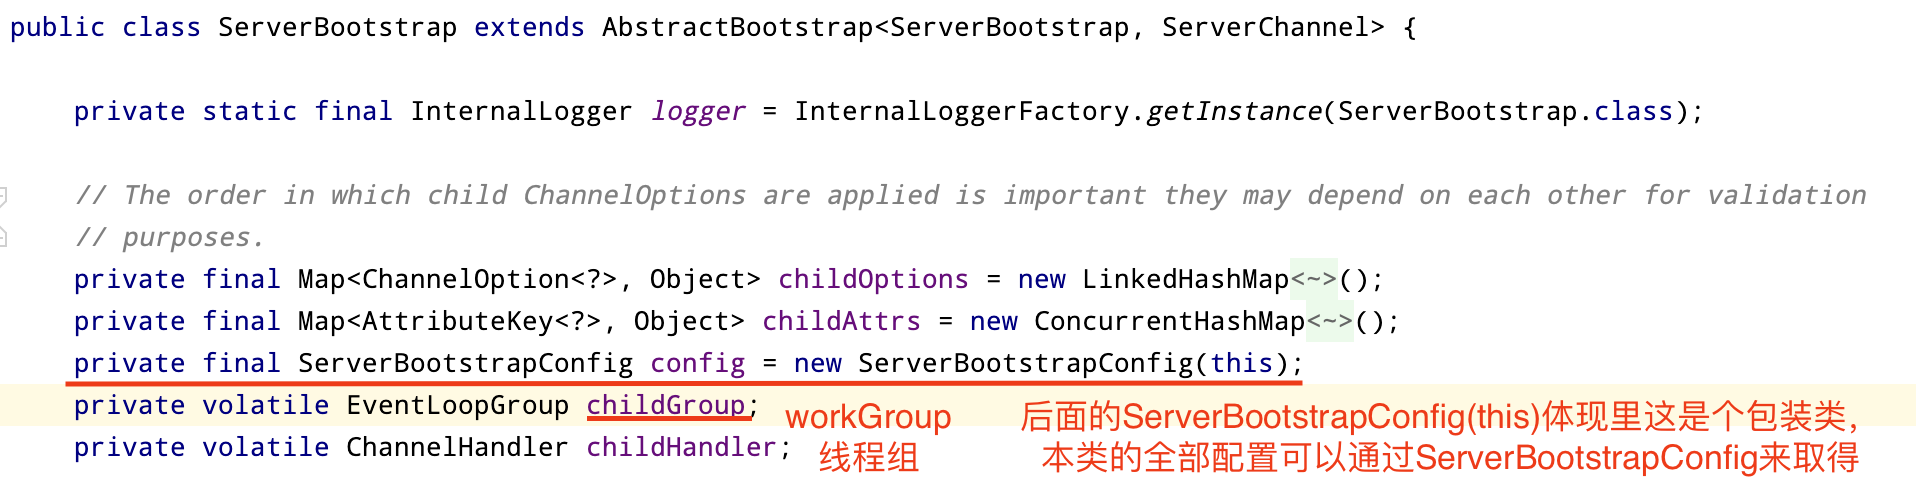 public class ServerBootstrap extends AbstractBootstrap<ServerBootstrap, ServerChannel> {
private static final InternalLogger logger = InternalLoggerFactory.getInstance(ServerBootstrap.class);
// The order in which child ChannelOptions are applied is important they may depend on each other for validation
// purposes.
private final Map<ChannelOption<?>, Object> childOptions = new LinkedHashMap<~>();
private final Map<AttributeKey<?>, Object> childAttrs = new ConcurrentHashMap<~>();
private final ServerBootstrapConfig config = new ServerBootstrapConfig(this);
private volatile EventLoopGroup childGroup;
private volatile ChannelHandler childHandler;
workGroup
线程组
后面的ServerBootstrapConfig(this)体现里这是个包装类，
本类的全部配置可以通过ServerBootstrapConfig来取得